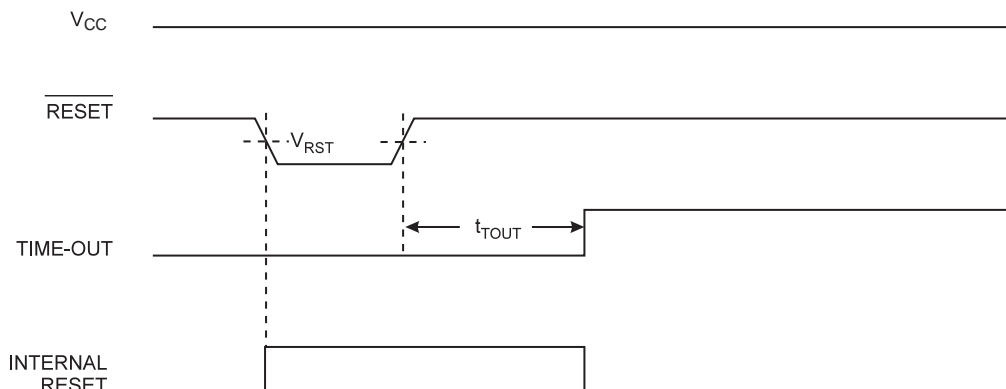 VCC
RESET
VRST
tTOUT
TIME-OUT
INTERNAL
RESET